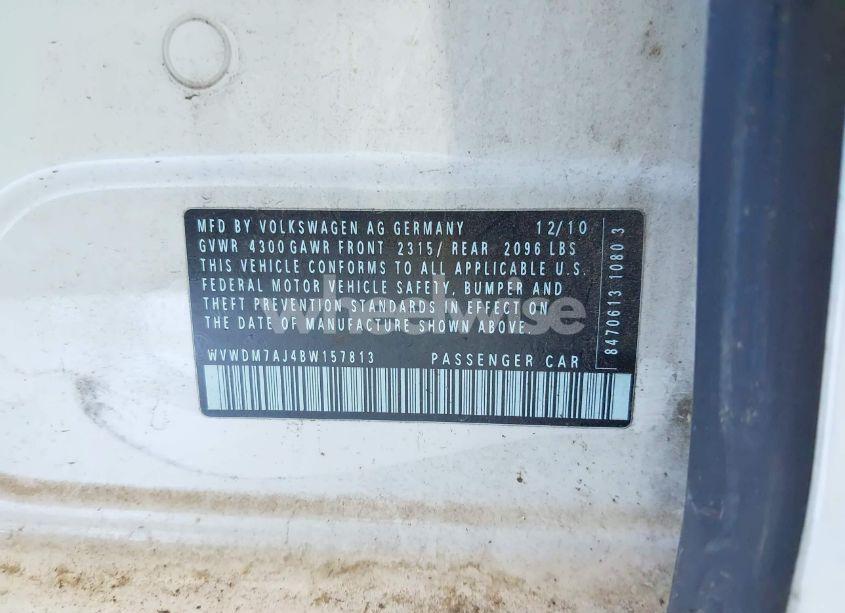 MFD BY VOLKSWAGEN AG GERMANY 12/10
GVWR 4300 GAWR FRONT 2315/ REAR 2096 LBS
THIS VEHICLE CONFORMS TO ALL APPLICABLE U.S.
FEDERAL MOTOR VEHICLE SAFETY, BUMPER AND
THEFT PREVENTION STANDARDS IN EFFECT ON
THE DATE OF MANUFACTURE SHOWN ABOVE.
WVWDM7AJ4BW157813 PASSENGER CAR
8470613 1080 3
wheelwise